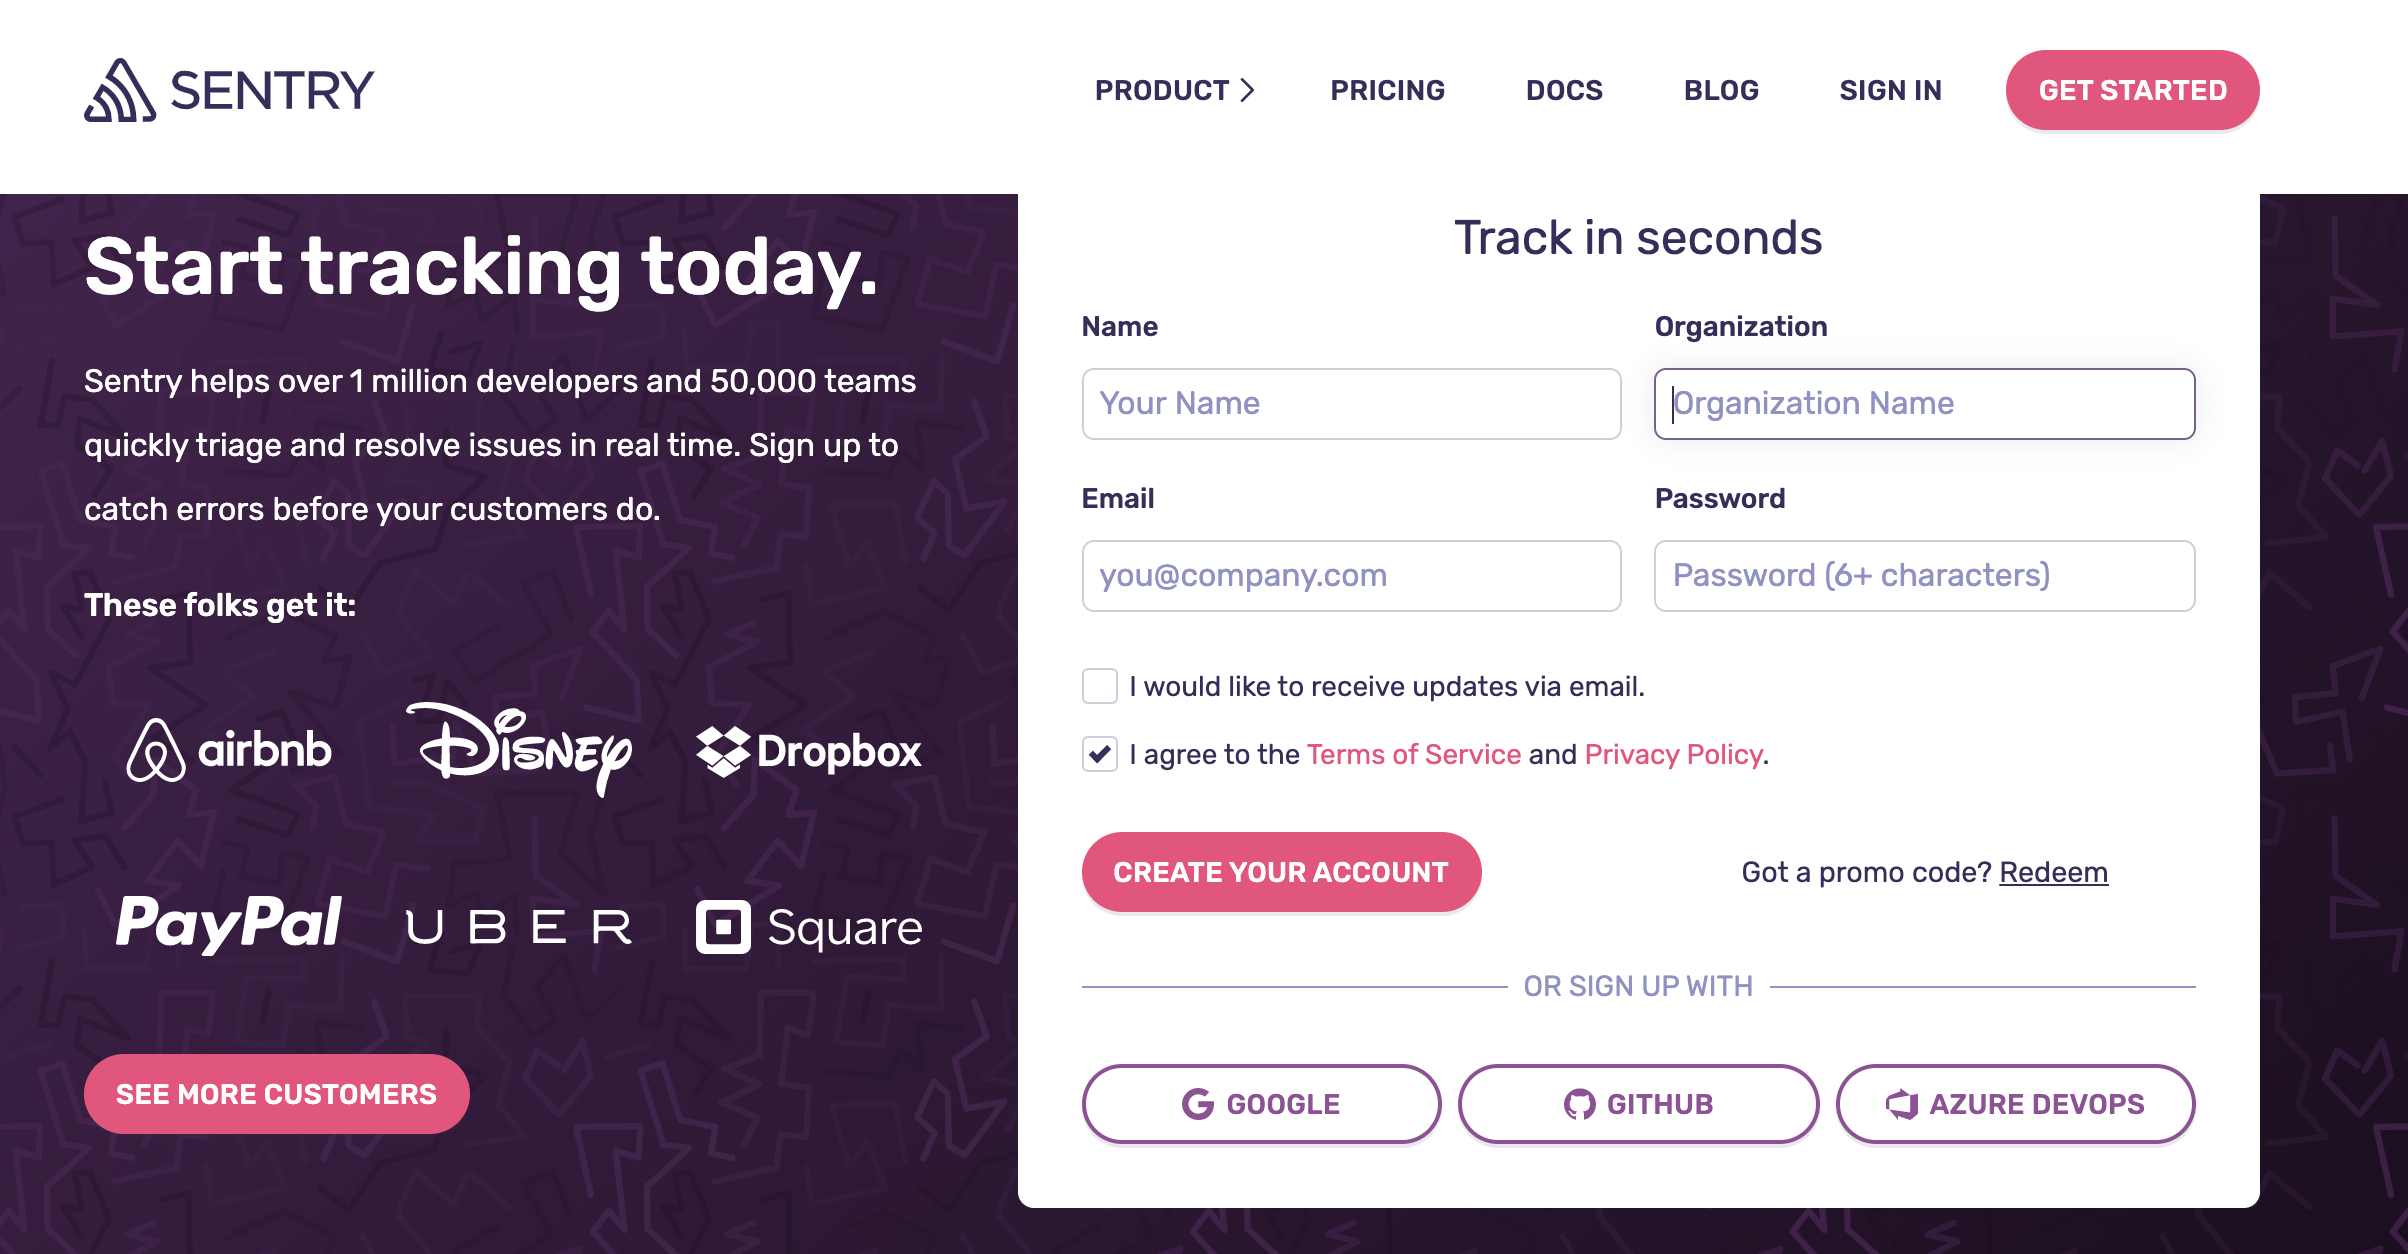 SENTRY
PRODUCT
PRICING
DOCS
BLOG
SIGN IN
GET STARTED
Start tracking today.
Sentry helps over 1 million developers and 50,000 teams
quickly triage and resolve issues in real time. Sign up to
catch errors before your customers do.
These folks get it:
airbnb
Disney
Dropbox
PayPal
UBER
Square
SEE MORE CUSTOMERS
Track in seconds
Name
Organization
Your Name
Organization Name
Email
Password
you@company.com
Password (6+ characters)
I would like to receive updates via email.
I agree to the Terms of Service and Privacy Policy.
CREATE YOUR ACCOUNT
Got a promo code? Redeem
OR SIGN UP WITH
GOOGLE
GITHUB
AZURE DEVOPS